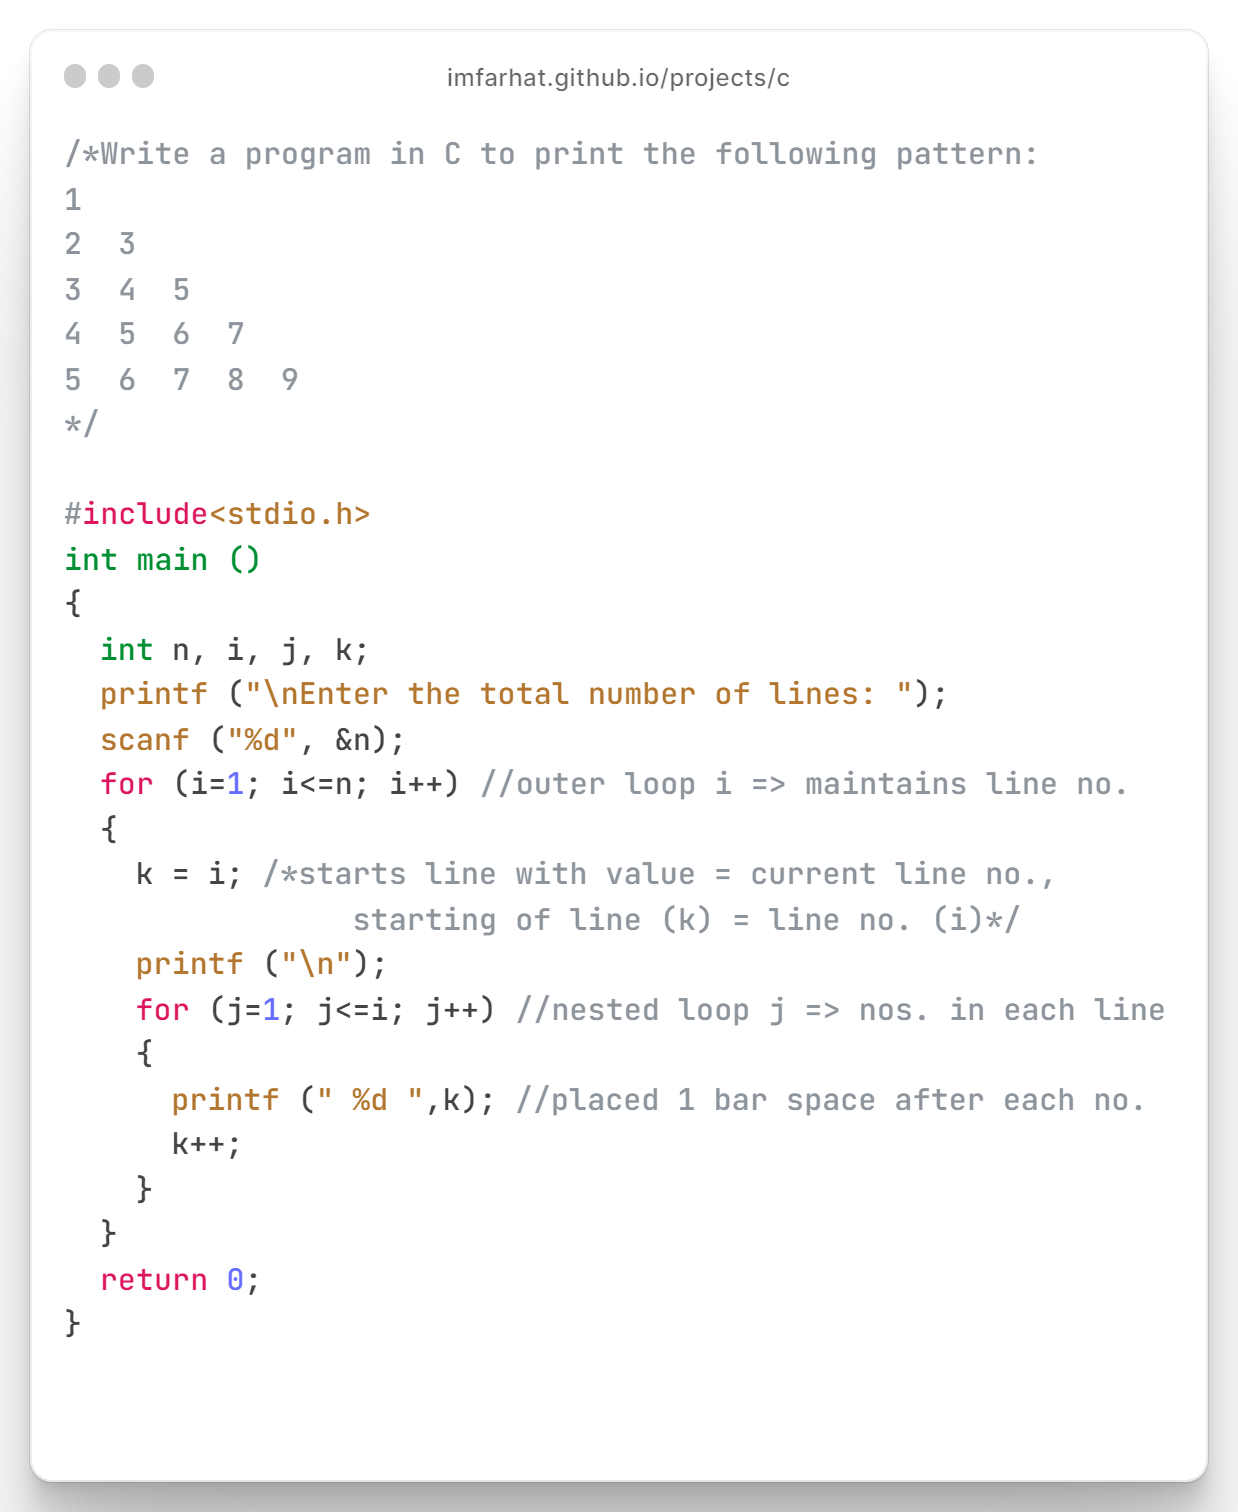 imfarhat.github.io/projects/c
/*Write a program in C to print the following pattern:
1
2  3
3  4  5
4  5  6  7
5  6  7  8  9
*/

#include<stdio.h>
int main ()
{
  int n, i, j, k;
  printf ("\nEnter the total number of lines: ");
  scanf ("%d", &n);
  for (i=1; i<=n; i++) //outer loop i => maintains line no.
  {
    k = i; /*starts line with value = current line no.,
                starting of line (k) = line no. (i)*/
    printf ("\n");
    for (j=1; j<=i; j++) //nested loop j => nos. in each line
    {
      printf (" %d ",k); //placed 1 bar space after each no.
      k++;
    }
  }
  return 0;
}